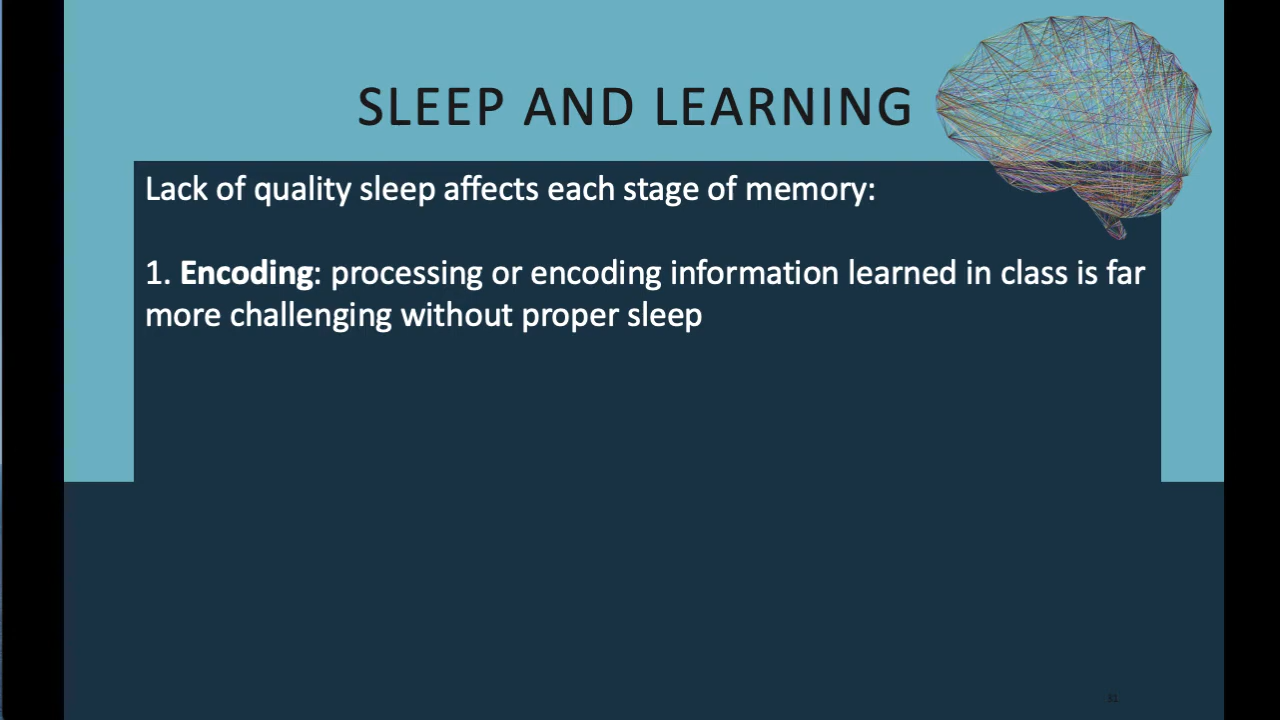 SLEEP AND LEARNING
Lack of quality sleep affects each stage of memory:
1. Encoding: processing or encoding information learned in class is far
more challenging without proper sleep